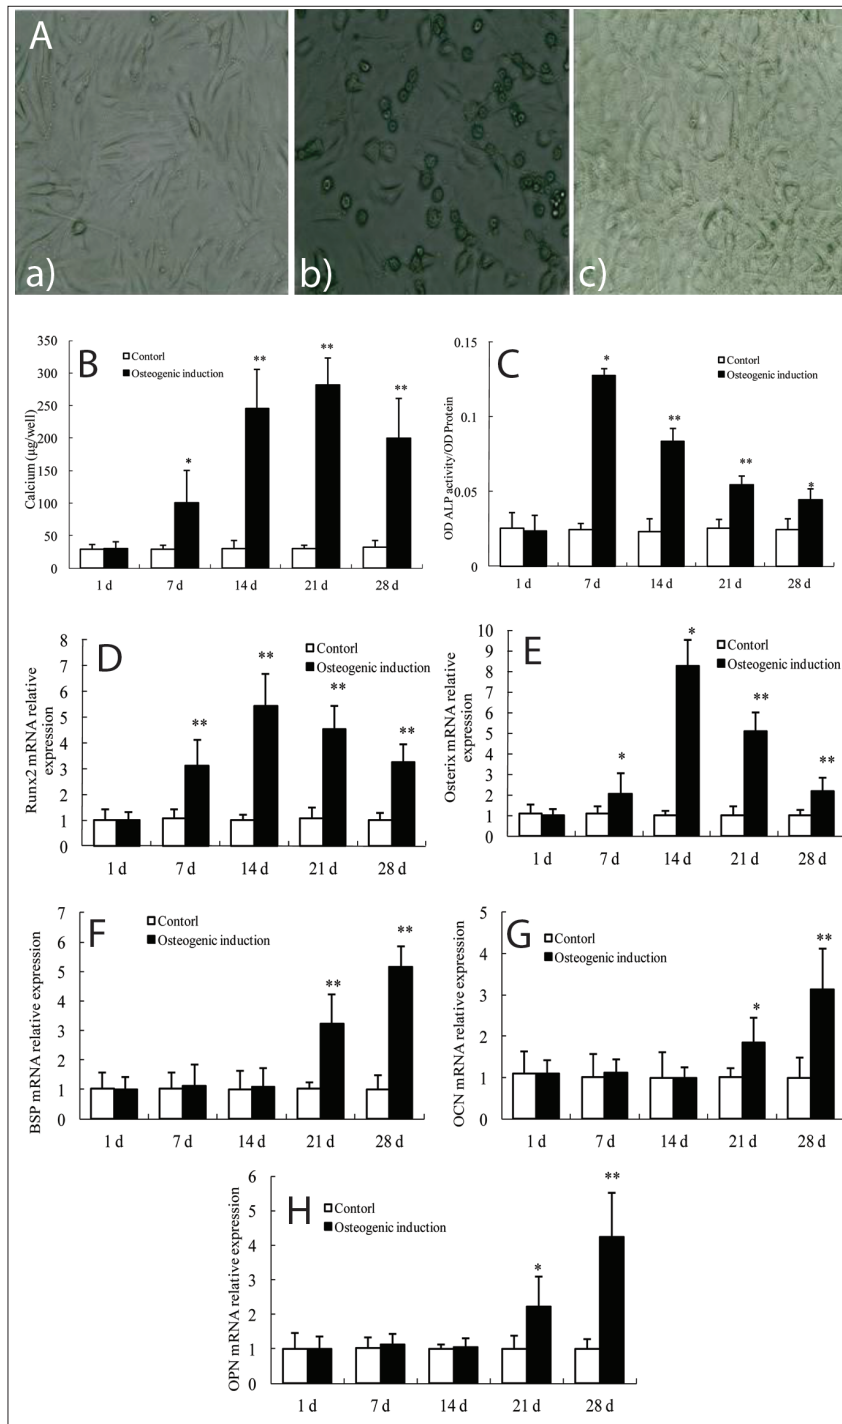 A
a)
b)
c)
B
Contorl
Osteogenic induction
**
**
**
*
Calcium (μg/well)
350
300
250
200
150
100
50
0
1 d
7 d
14 d
21 d
28 d
C
Contorl
Osteogenic induction
*
**
**
*
OD ALP activity/OD Protein
0.15
0.1
0.05
0
1 d
7 d
14 d
21 d
28 d
D
Contorl
Osteogenic induction
**
**
**
**
Runx2 mRNA relative
expression
8
7
6
5
4
3
2
1
0
1 d
7 d
14 d
21 d
28 d
E
Contorl
Osteogenic induction
*
*
**
**
Osterix mRNA relative
expression
10
9
8
7
6
5
4
3
2
1
0
1 d
7 d
14 d
21 d
28 d
F
Contorl
Osteogenic induction
**
**
BSP mRNA relative expression
7
6
5
4
3
2
1
0
1 d
7 d
14 d
21 d
28 d
G
Contorl
Osteogenic induction
*
**
OCN mRNA relative expression
5
4
3
2
1
0
1 d
7 d
14 d
21 d
28 d
H
Contorl
Osteogenic induction
*
**
OPN mRNA relative expression
6
5
4
3
2
1
0
1 d
7 d
14 d
21 d
28 d